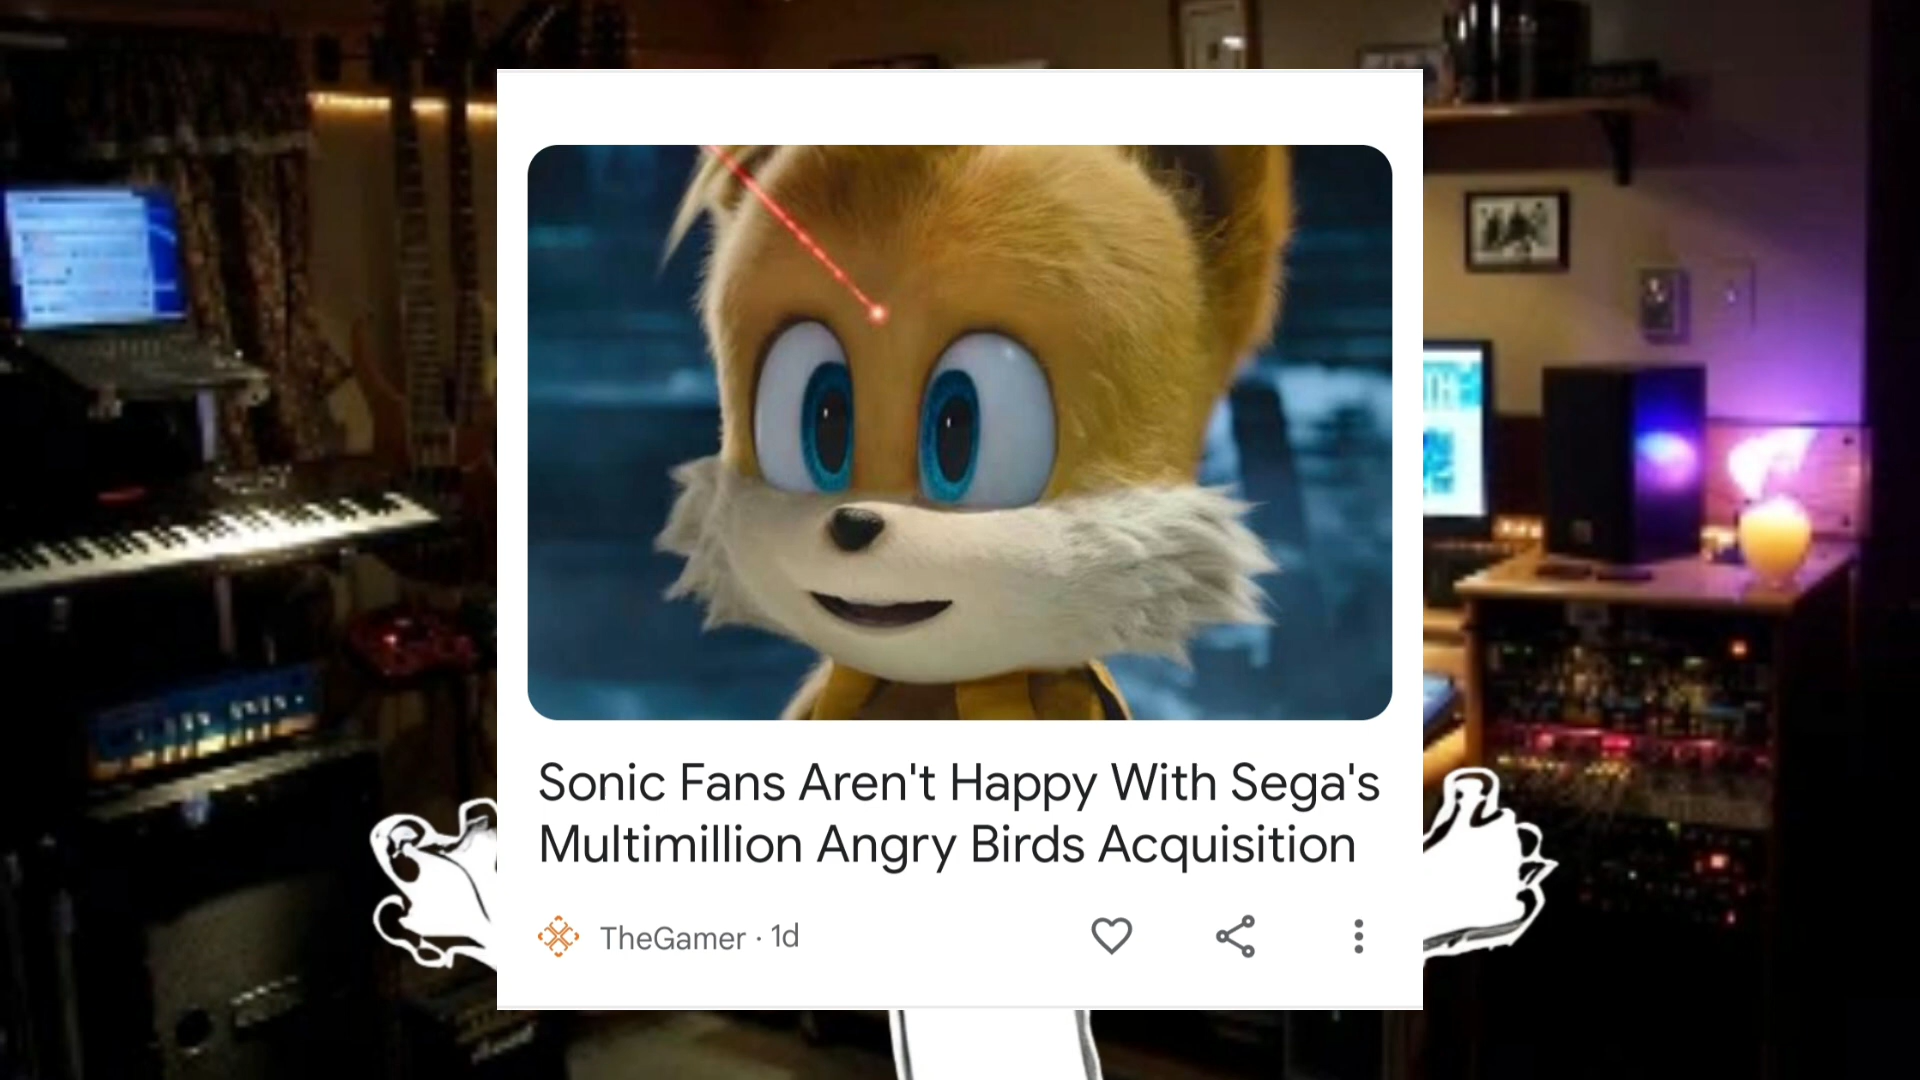 Sonic Fans Aren't Happy With Sega's
Multimillion Angry Birds Acquisition
TheGamer · 1d